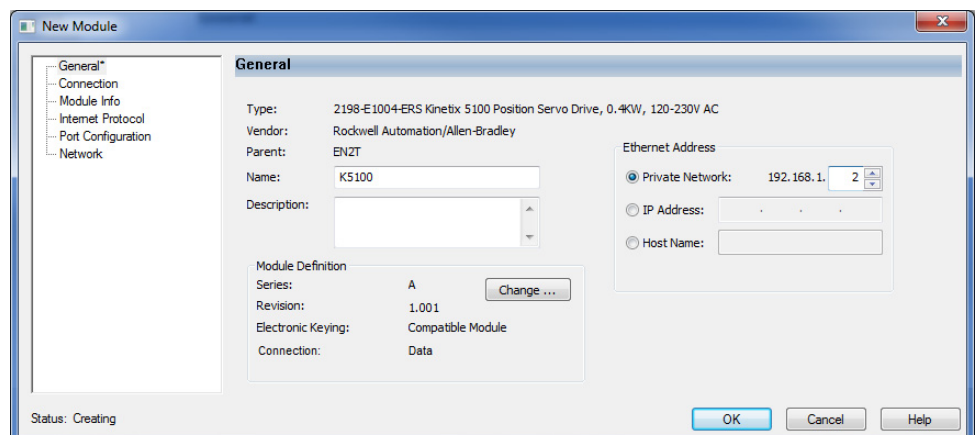 New Module
General*
Connection
Module Info
Internet Protocol
Port Configuration
Network
General
Type: 2198-E1004-ERS Kinetix 5100 Position Servo Drive, 0.4KW, 120-230V AC
Vendor: Rockwell Automation/Allen-Bradley
Parent: EN2T
Name: K5100
Description:
Module Definition
Series: A
Change ...
Revision: 1.001
Electronic Keying: Compatible Module
Connection: Data
Ethernet Address
Private Network: 192.168.1. 2
IP Address: . . .
Host Name:
Status: Creating
OK
Cancel
Help